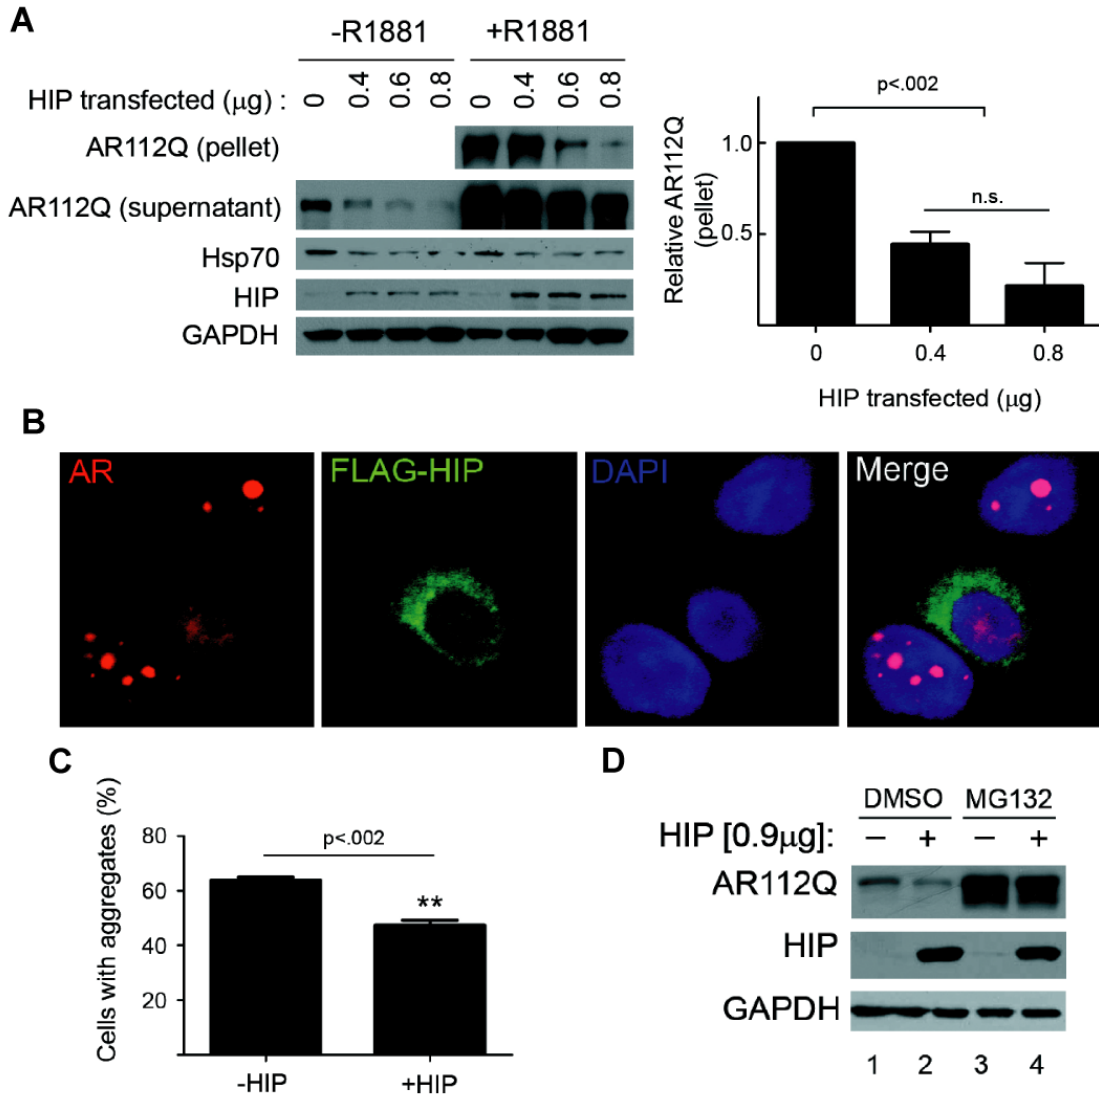 A
-R1881 +R1881
HIP transfected (µg) : 0 0.4 0.6 0.8 0 0.4 0.6 0.8
AR112Q (pellet)
AR112Q (supernatant)
Hsp70
HIP
GAPDH
p<.002
1.0
n.s.
0.5
Relative AR112Q
(pellet)
0 0.4 0.8
HIP transfected (µg)
B
AR FLAG-HIP DAPI Merge
C
Cells with aggregates (%)
80
p<.002
60
**
40
20
-HIP +HIP
D
DMSO MG132
HIP [0.9µg]: − + − +
AR112Q
HIP
GAPDH
1 2 3 4